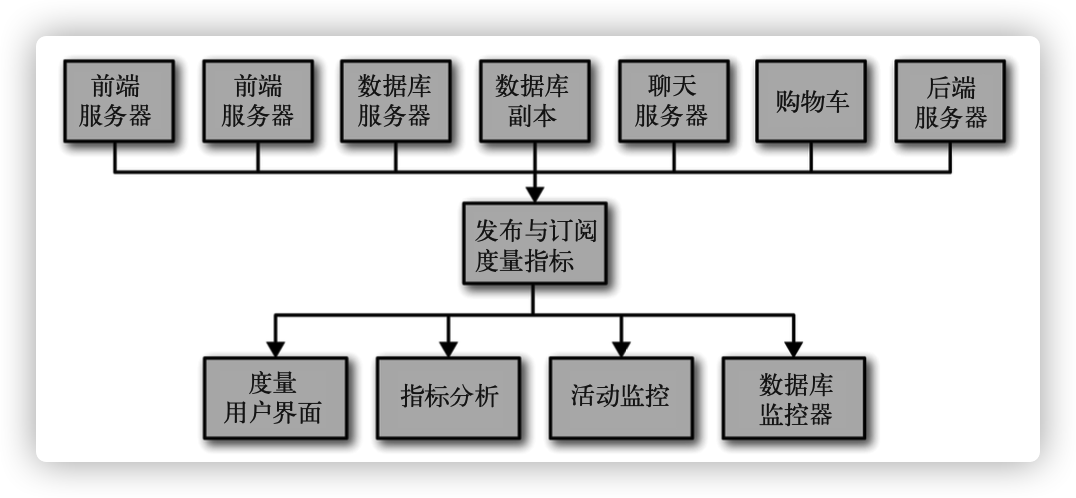 前端
服务器
前端
服务器
数据库
服务器
数据库
副本
聊天
服务器
购物车
后端
服务器
发布与订阅
度量指标
度量
用户界面
指标分析
活动监控
数据库
监控器